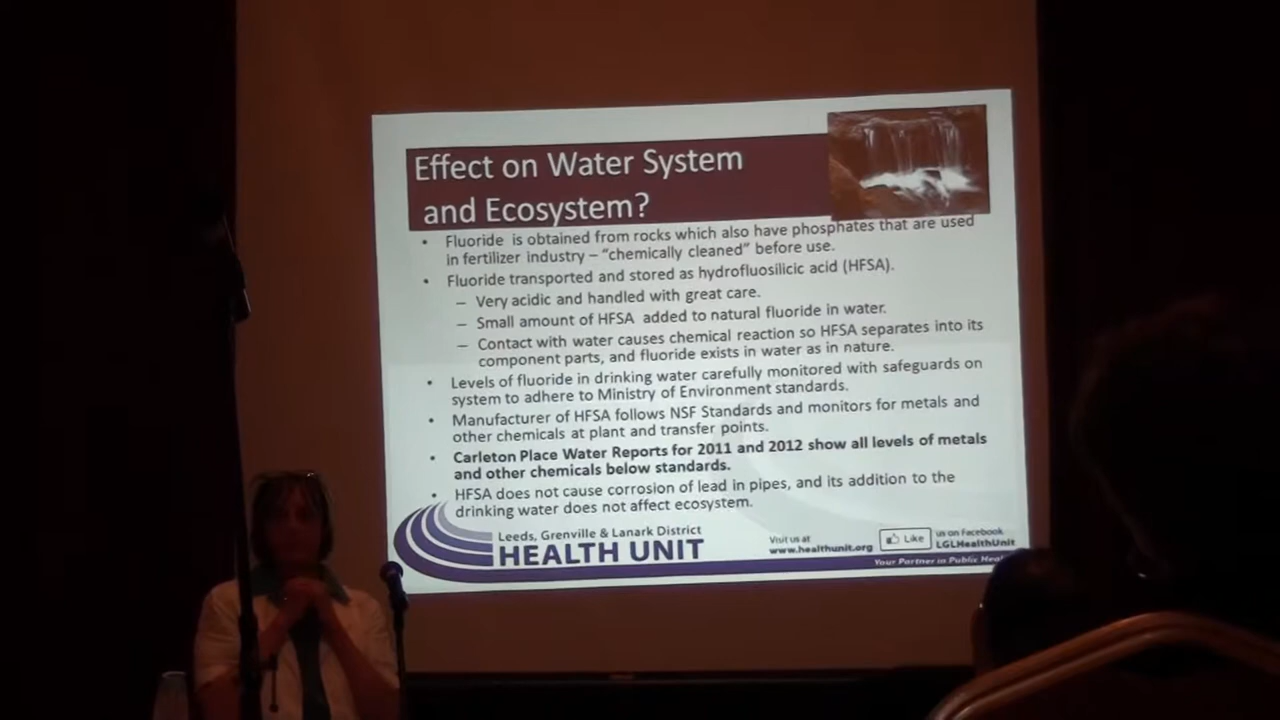 Effect on Water System
and Ecosystem?
• Fluoride is obtained from rocks which also have phosphates that are used
in fertilizer industry – “chemically cleaned” before use.
• Fluoride transported and stored as hydrofluosilicic acid (HFSA).
– Very acidic and handled with great care.
– Small amount of HFSA added to natural fluoride in water.
– Contact with water causes chemical reaction so HFSA separates into its
component parts, and fluoride exists in water as in nature.
• Levels of fluoride in drinking water carefully monitored with safeguards on
system to adhere to Ministry of Environment standards.
• Manufacturer of HFSA follows NSF Standards and monitors for metals and
other chemicals at plant and transfer points.
• Carleton Place Water Reports for 2011 and 2012 show all levels of metals
and other chemicals below standards.
• HFSA does not cause corrosion of lead in pipes, and its addition to the
drinking water does not affect ecosystem.
Leeds, Grenville & Lanark District
HEALTH UNIT
Visit us at
www.healthunit.org
Like
us on Facebook
LGLHealthUnit
Your Partner in Public